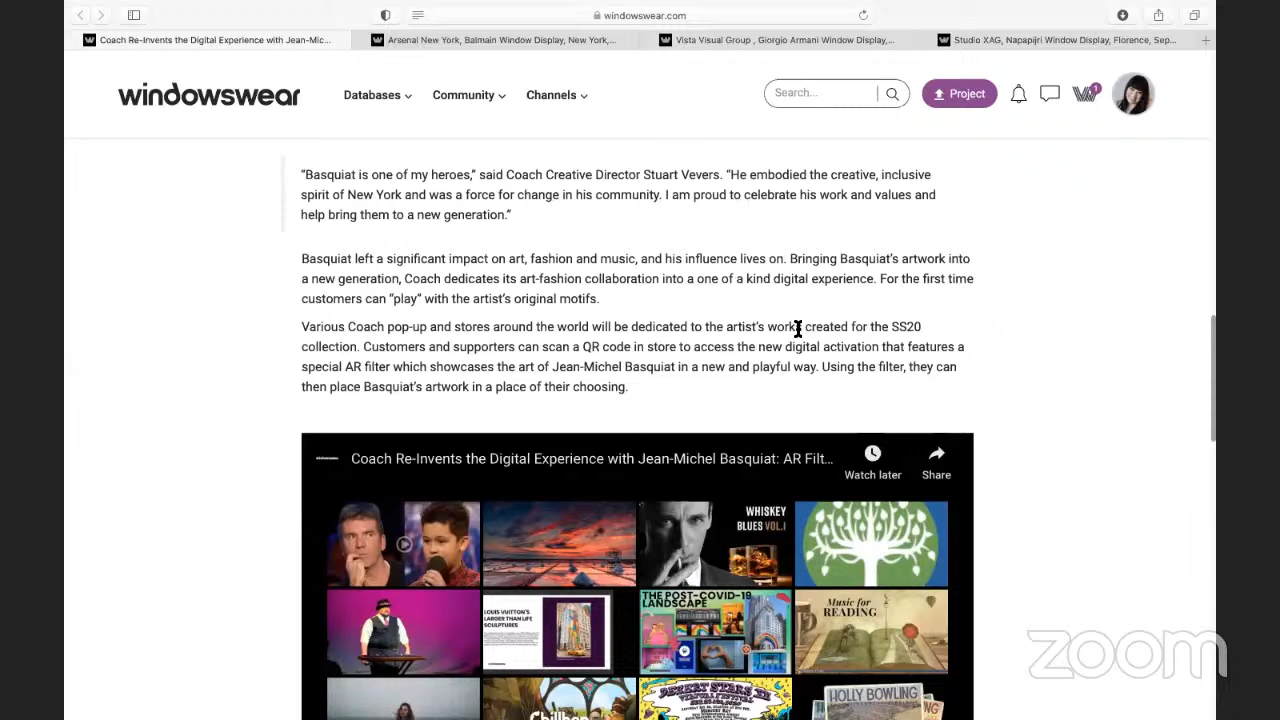 windowswear.com
Coach Re-Invents the Digital Experience with Jean-Mic...
Arsenal New York, Balmain Window Display, New York,...
Vista Visual Group , Giorgio Armani Window Display,...
Studio XAG, Napapijri Window Display, Florence, Sep...
windowswear
Databases
Community
Channels
Search...
Project
1
“Basquiat is one of my heroes,” said Coach Creative Director Stuart Vevers. “He embodied the creative, inclusive
spirit of New York and was a force for change in his community. I am proud to celebrate his work and values and
help bring them to a new generation.”
Basquiat left a significant impact on art, fashion and music, and his influence lives on. Bringing Basquiat’s artwork into
a new generation, Coach dedicates its art-fashion collaboration into a one of a kind digital experience. For the first time
customers can “play” with the artist’s original motifs.
Various Coach pop-up and stores around the world will be dedicated to the artist’s works created for the SS20
collection. Customers and supporters can scan a QR code in store to access the new digital activation that features a
special AR filter which showcases the art of Jean-Michel Basquiat in a new and playful way. Using the filter, they can
then place Basquiat’s artwork in a place of their choosing.
Coach Re-Invents the Digital Experience with Jean-Michel Basquiat: AR Filt...
Watch later
Share
WHISKEY
BLUES VOL.I
LOUIS VUITTON'S
LARGER THAN LIFE
SCULPTURES
THE POST-COVID-19
LANDSCAPE
Music for
READING
DESERT STARS
HOLLY BOWLING
zoom